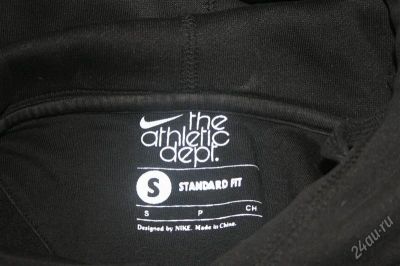 the
athletic
dept.
S STANDARD FIT
S P CH
Designed by NIKE. Made in China.
24au.ru